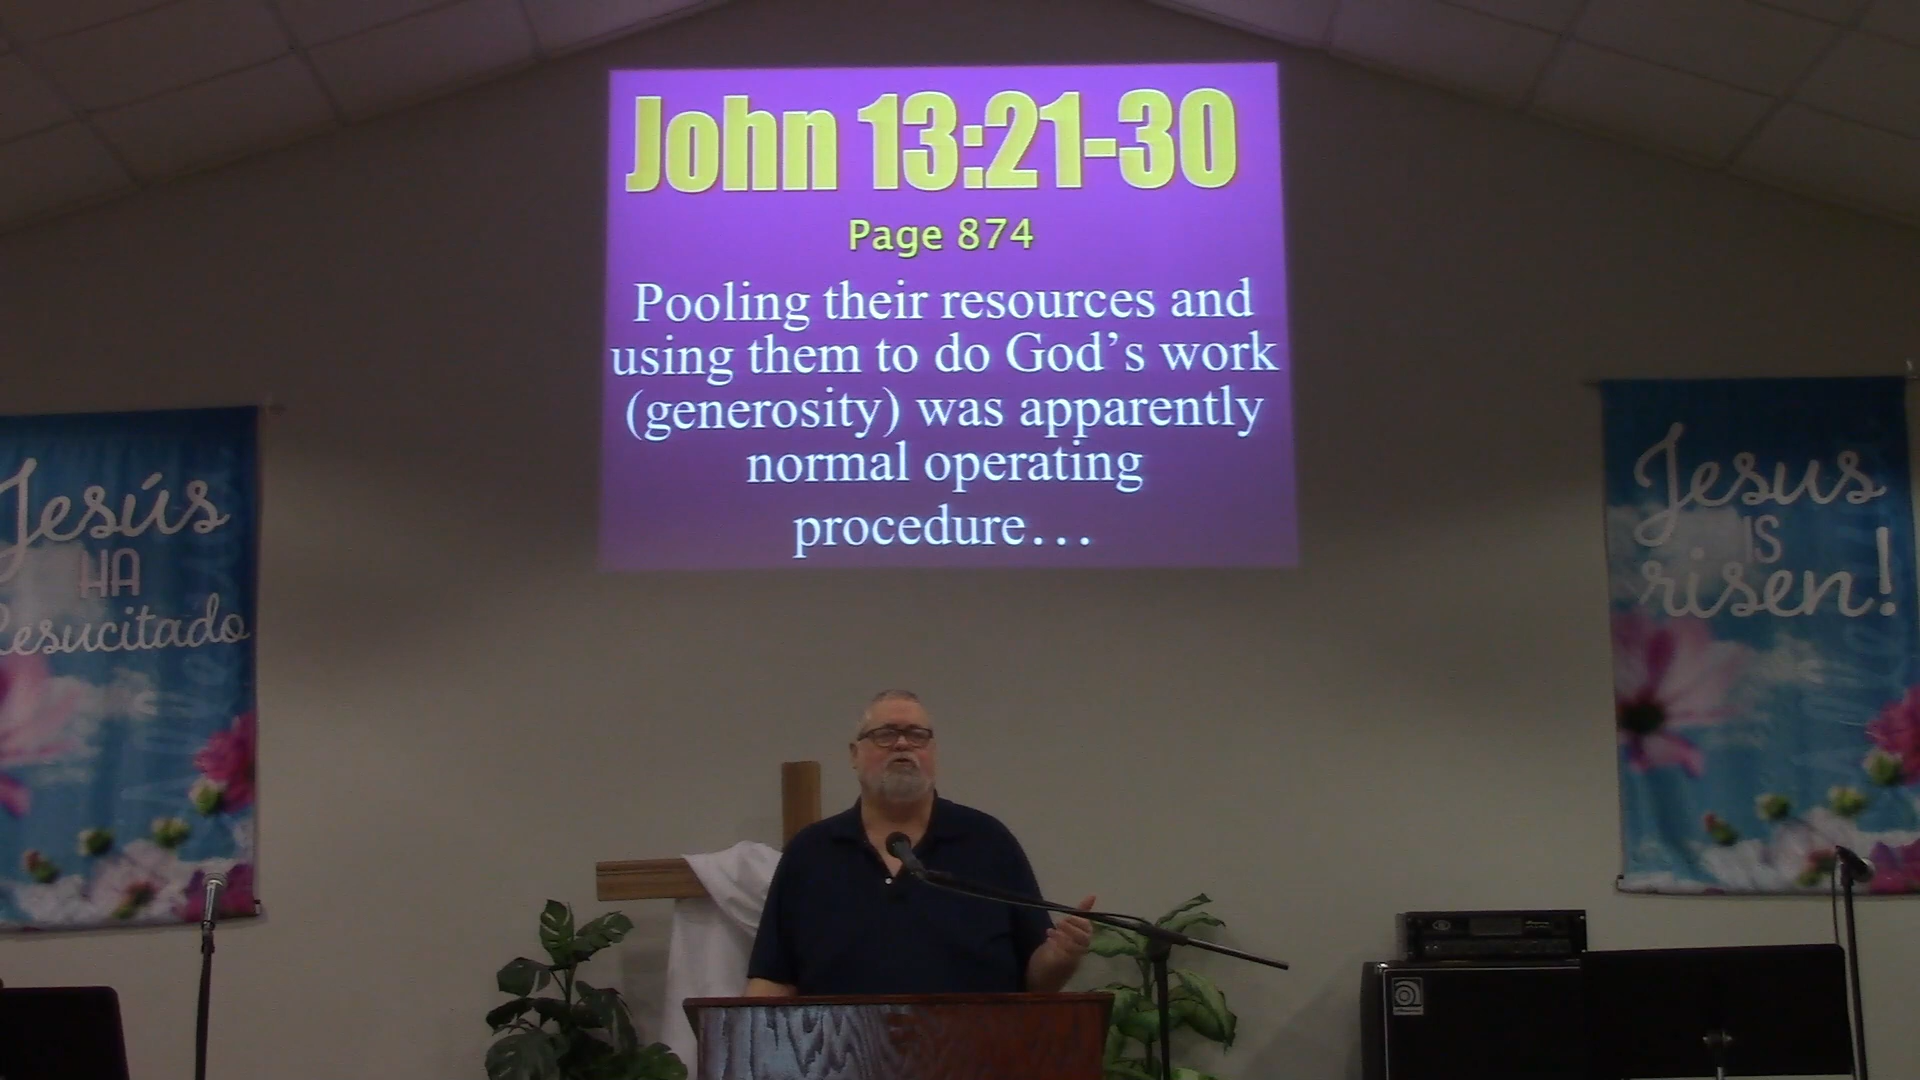 John 13:21-30
Page 874
Pooling their resources and
using them to do God’s work
(generosity) was apparently
normal operating
procedure…
Jesús
HA
Resucitado
Jesus
IS
risen!